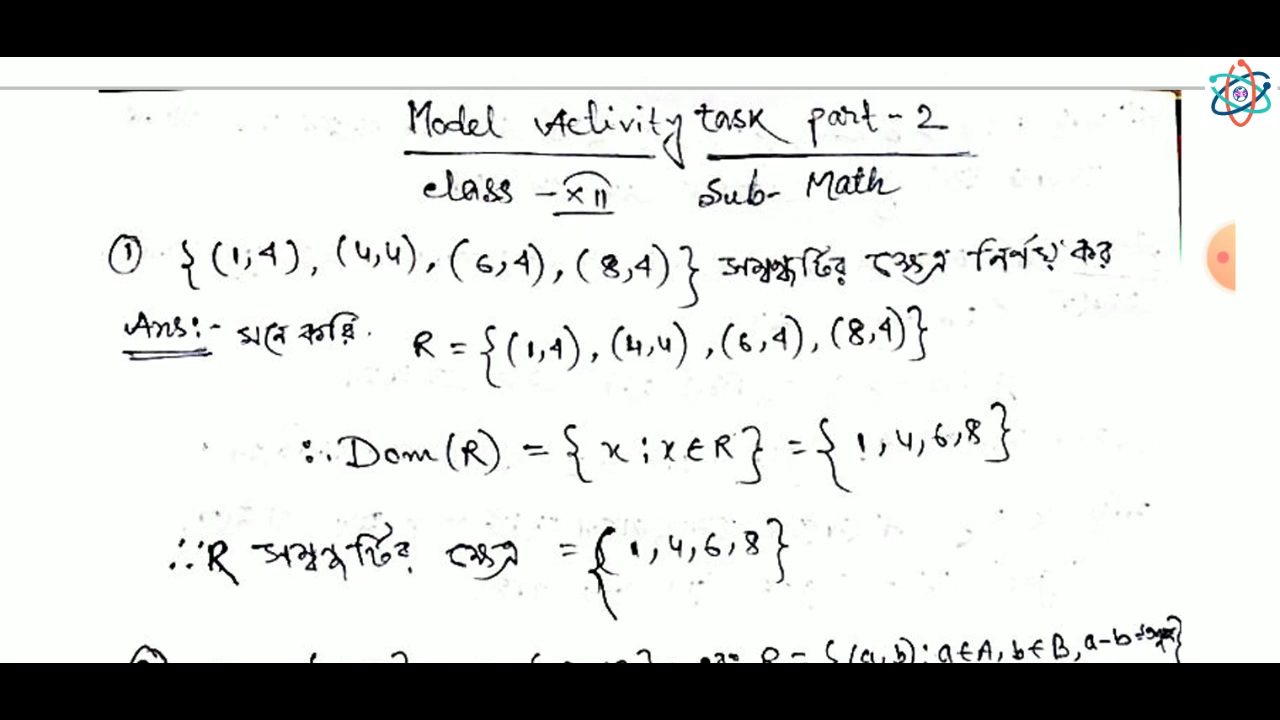 Model Activity task part - 2
class - XII Sub- Math
① {(1,4), (4,4), (6,4), (8,4)} সম্বন্ধটির ক্ষেত্র নির্ণয় কর
Ans:- মনে করি. R = {(1,4), (4,4), (6,4), (8,4)}
∴ Dom(R) = {x : x ∈ R} = {1, 4, 6, 8}
∴ R সম্বন্ধটির ক্ষেত্র = {1, 4, 6, 8}
R = {(a,b): a∈A, b∈B, a-b